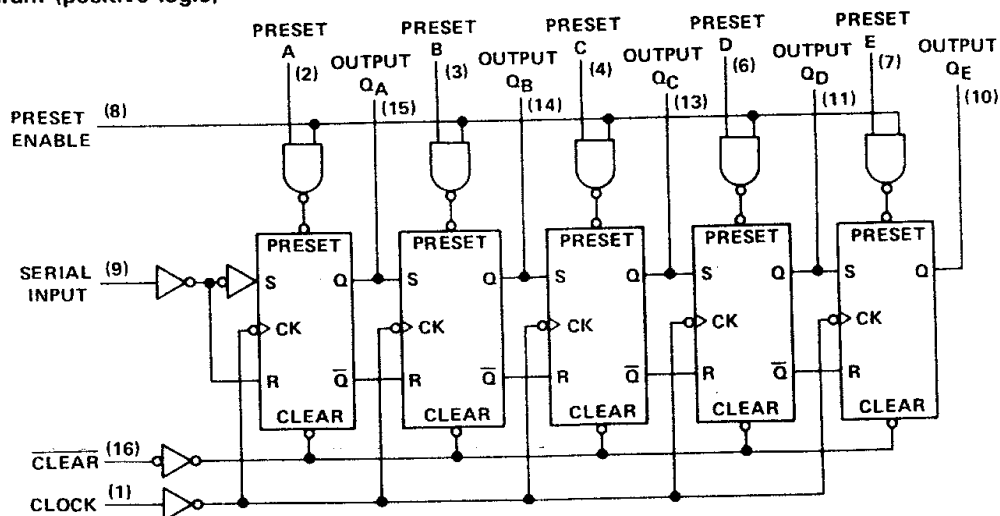 (positive logic)
PRESET
A
(2)
OUTPUT
QA
(15)
PRESET
B
(3)
OUTPUT
QB
(14)
PRESET
C
(4)
OUTPUT
QC
(13)
PRESET
D
(6)
OUTPUT
QD
(11)
PRESET
E
(7)
OUTPUT
QE
(10)
PRESET
ENABLE
(8)
SERIAL
INPUT
(9)
PRESET
S
Q
CK
R
Q̅
CLEAR
PRESET
S
Q
CK
R
Q̅
CLEAR
PRESET
S
Q
CK
R
Q̅
CLEAR
PRESET
S
Q
CK
R
Q̅
CLEAR
PRESET
S
Q
CK
R
CLEAR
C̅L̅E̅A̅R̅ (16)
CLOCK (1)